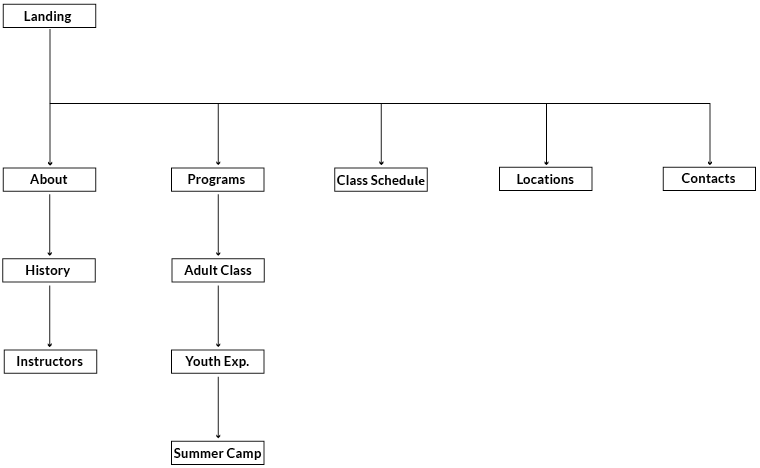 Landing
About
Programs
Class Schedule
Locations
Contacts
History
Adult Class
Instructors
Youth Exp.
Summer Camp